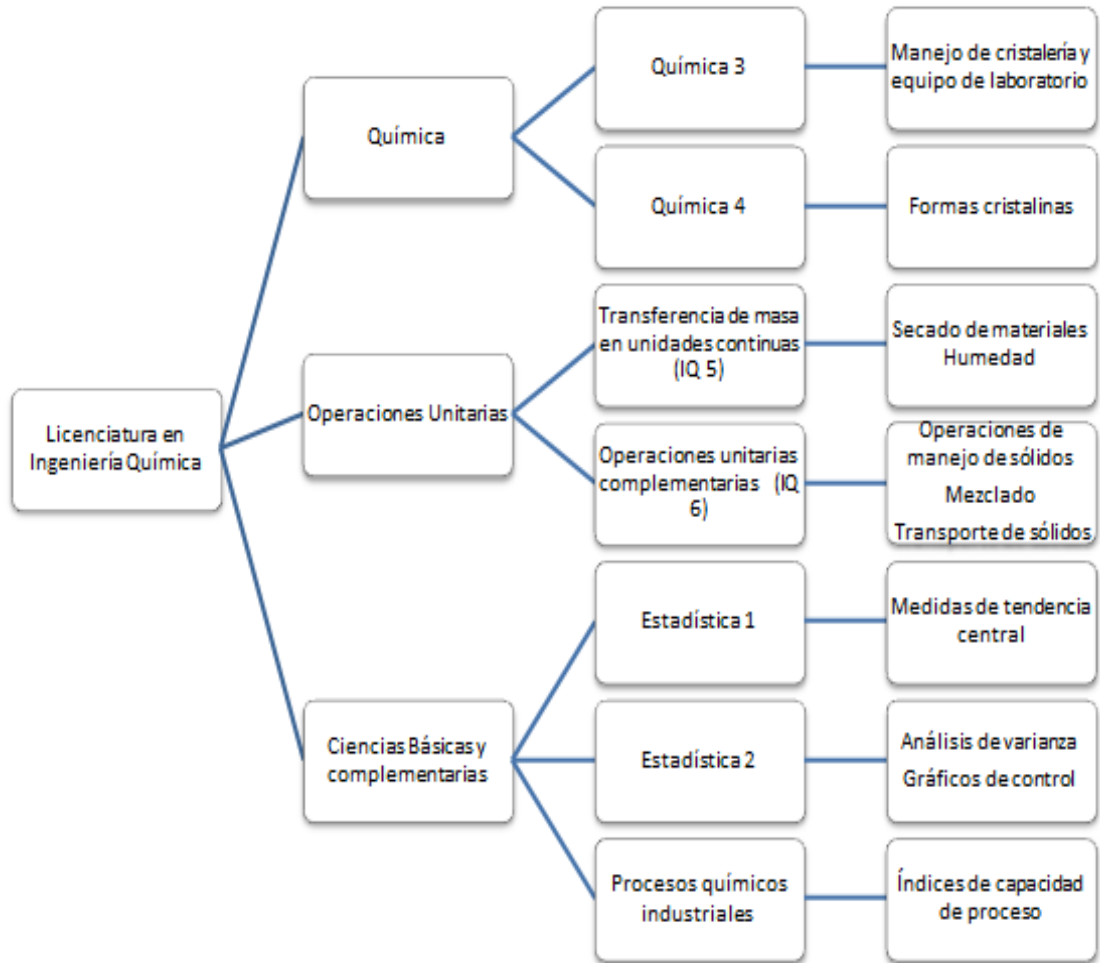 Licenciatura en
Ingeniería Química
Química
Química 3
Manejo de cristalería y
equipo de laboratorio
Química 4
Formas cristalinas
Operaciones Unitarias
Transferencia de masa
en unidades continuas
(IQ 5)
Secado de materiales
Humedad
Operaciones unitarias
complementarias (IQ
6)
Operaciones de
manejo de sólidos
Mezclado
Transporte de sólidos
Ciencias Básicas y
complementarias
Estadística 1
Medidas de tendencia
central
Estadística 2
Análisis de varianza
Gráficos de control
Procesos químicos
industriales
Índices de capacidad
de proceso